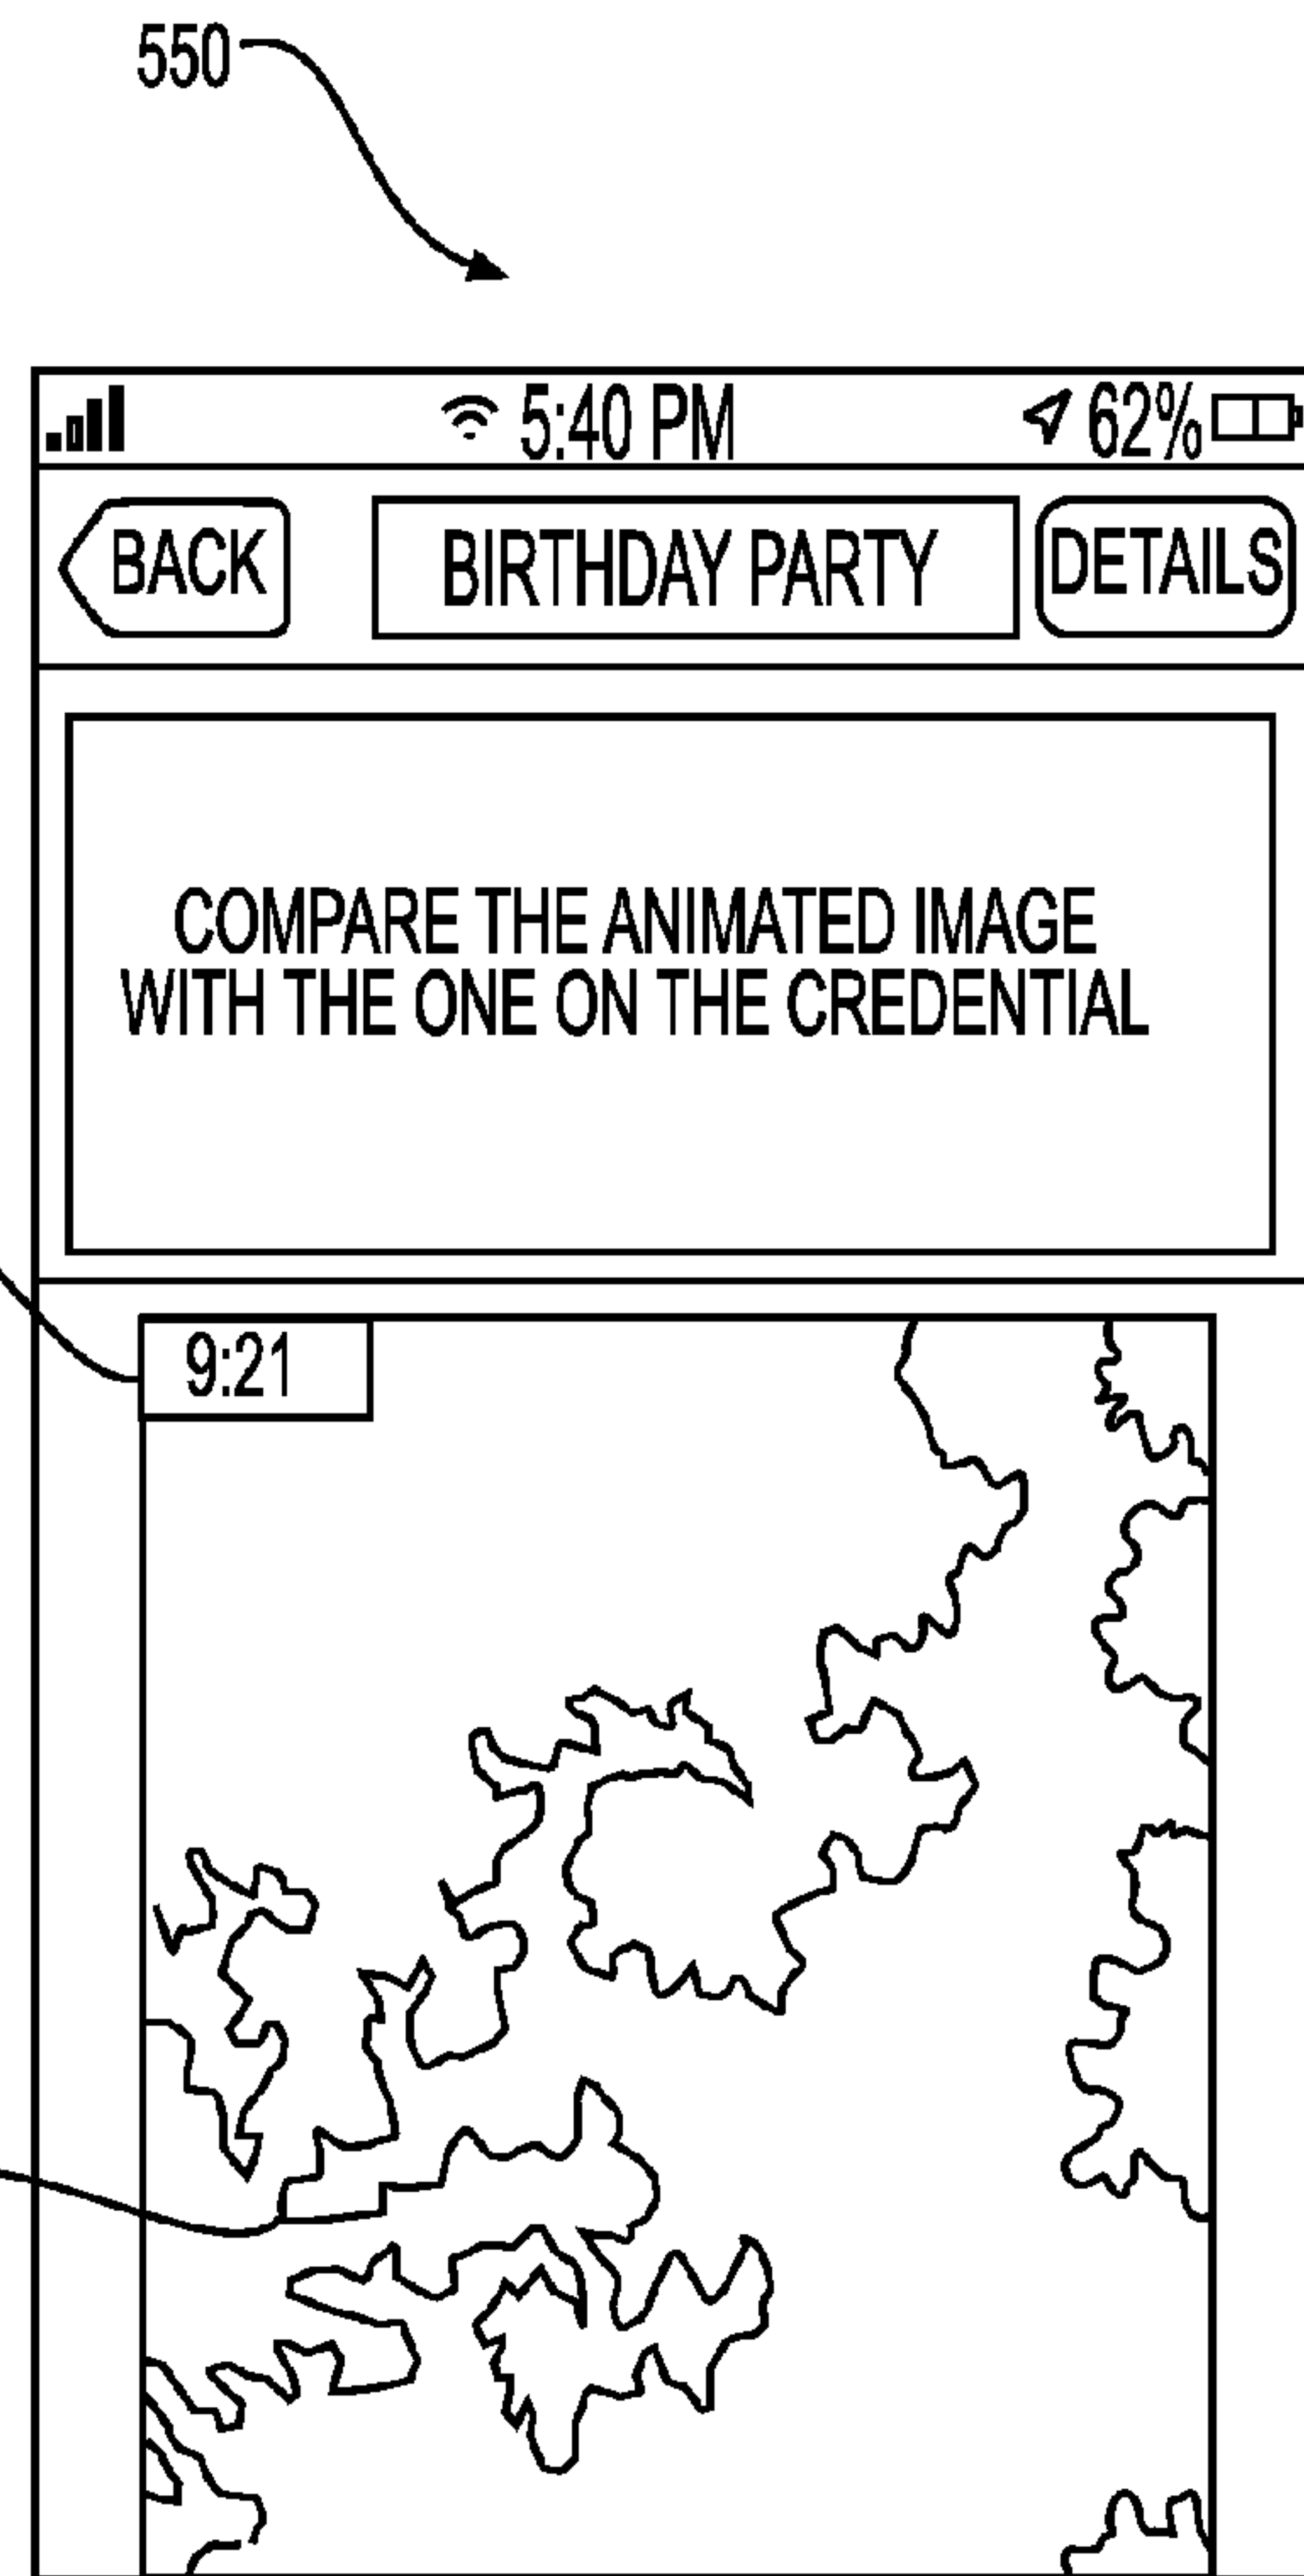 550
5:40 PM 62%
BACK BIRTHDAY PARTY DETAILS
COMPARE THE ANIMATED IMAGE
WITH THE ONE ON THE CREDENTIAL
9:21